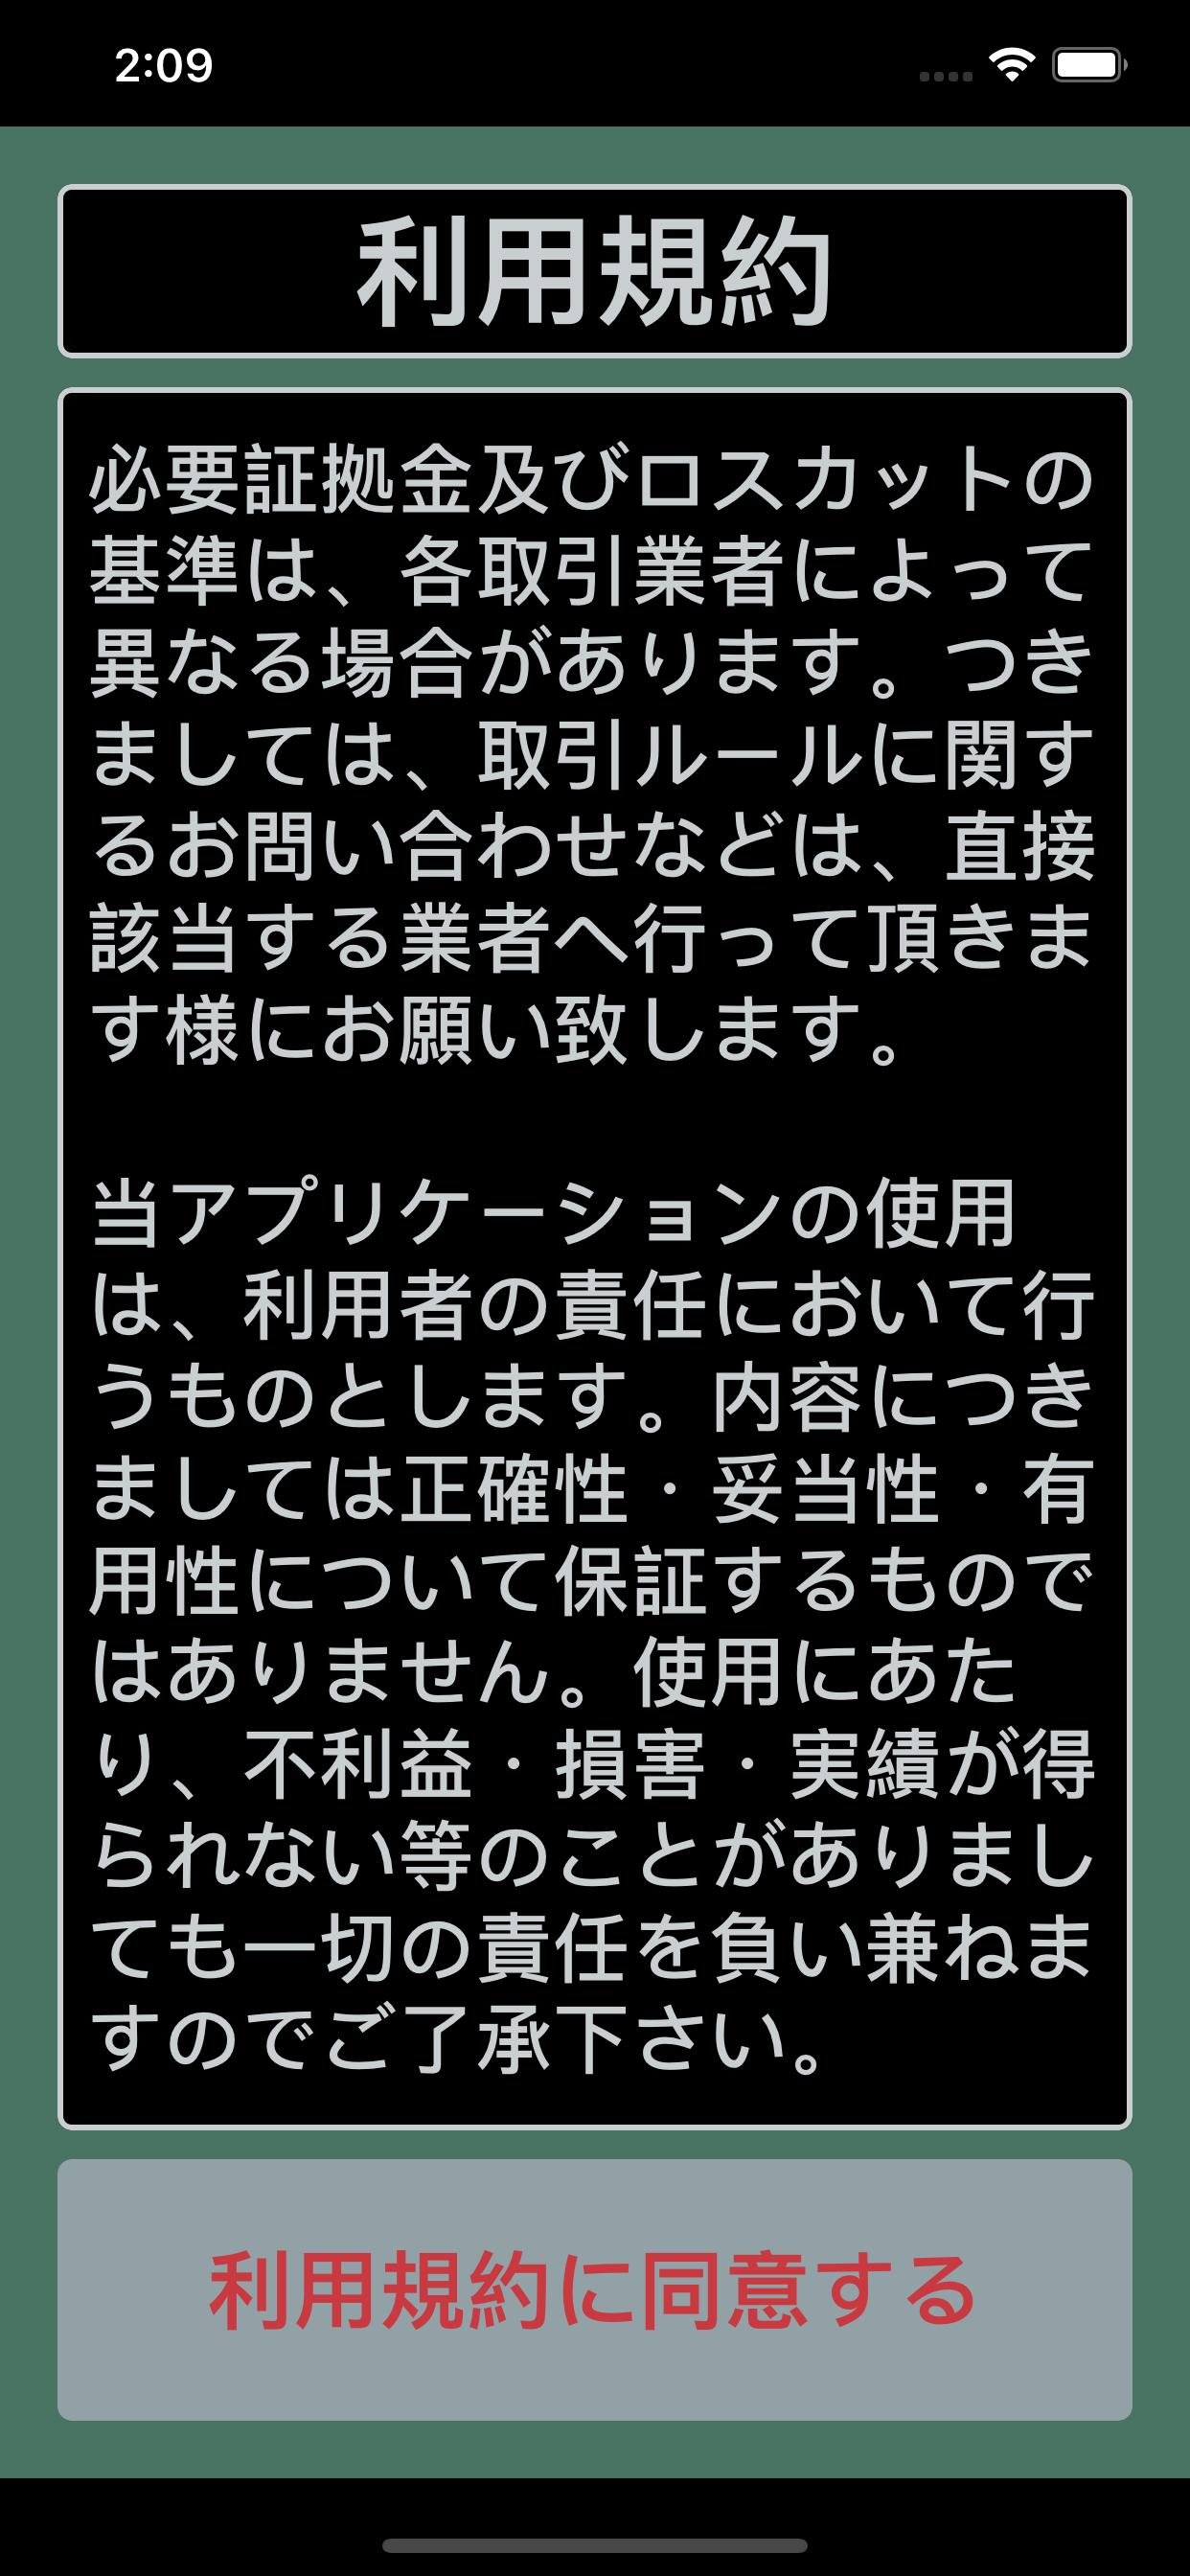 2:09
利用規約
必要証拠金及びロスカットの
基準は、各取引業者によって
異なる場合があります。つき
ましては、取引ルールに関す
るお問い合わせなどは、直接
該当する業者へ行って頂きま
す様にお願い致します。
当アプリケーションの使用
は、利用者の責任において行
うものとします。内容につき
ましては正確性・妥当性・有
用性について保証するもので
はありません。使用にあた
り、不利益・損害・実績が得
られない等のことがありまし
ても一切の責任を負い兼ねま
すのでご了承下さい。
利用規約に同意する